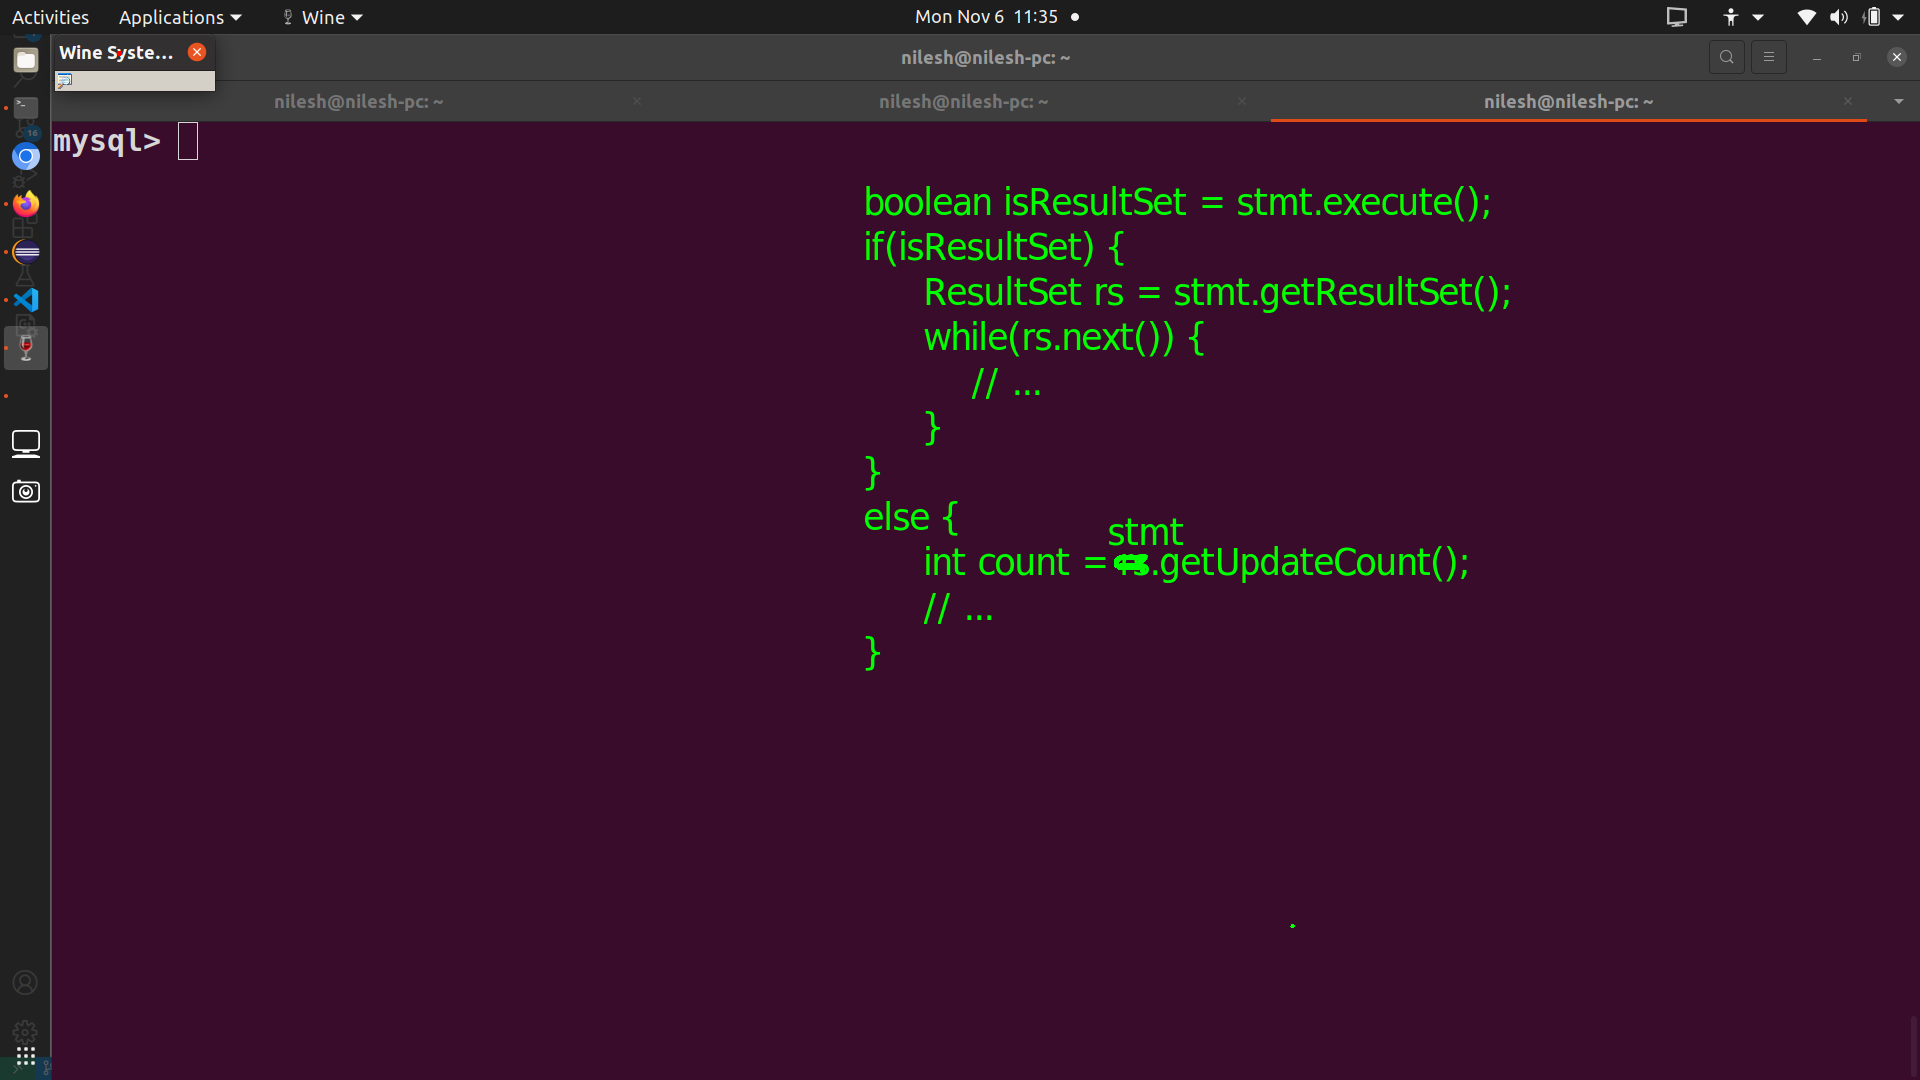 Activities Applications Wine Mon Nov 6 11:35
Wine Syste...
nilesh@nilesh-pc: ~
nilesh@nilesh-pc: ~ nilesh@nilesh-pc: ~ nilesh@nilesh-pc: ~
16
mysql>
boolean isResultSet = stmt.execute();
if(isResultSet) {
ResultSet rs = stmt.getResultSet();
while(rs.next()) {
// ...
}
}
else {
stmt
int count = rs.getUpdateCount();
// ...
}